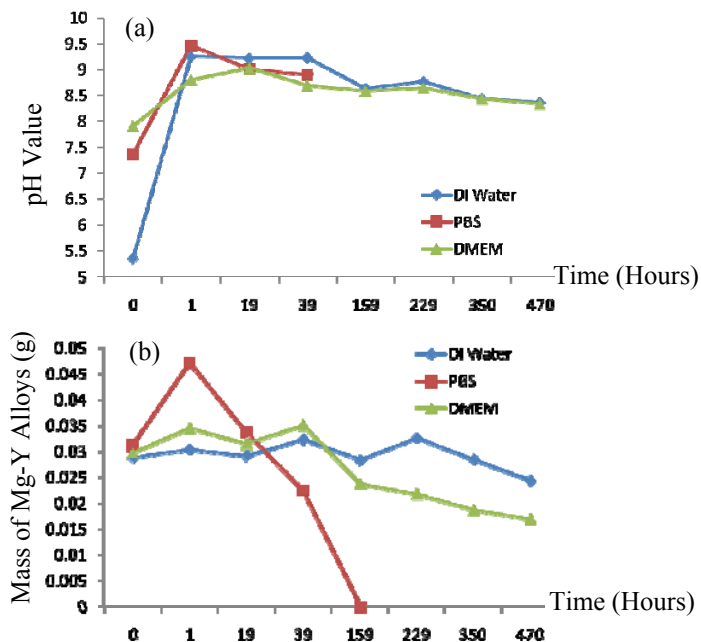 (a)
10
9.5
9
8.5
8
7.5
7
6.5
6
5.5
5
pH Value
DI Water
PBS
DMEM
Time (Hours)
0 1 19 39 159 229 350 470
(b)
0.05
0.045
0.04
0.035
0.03
0.025
0.02
0.015
0.01
0.005
0
Mass of Mg-Y Alloys (g)
DI Water
PBS
DMEM
Time (Hours)
0 1 19 39 159 229 350 470